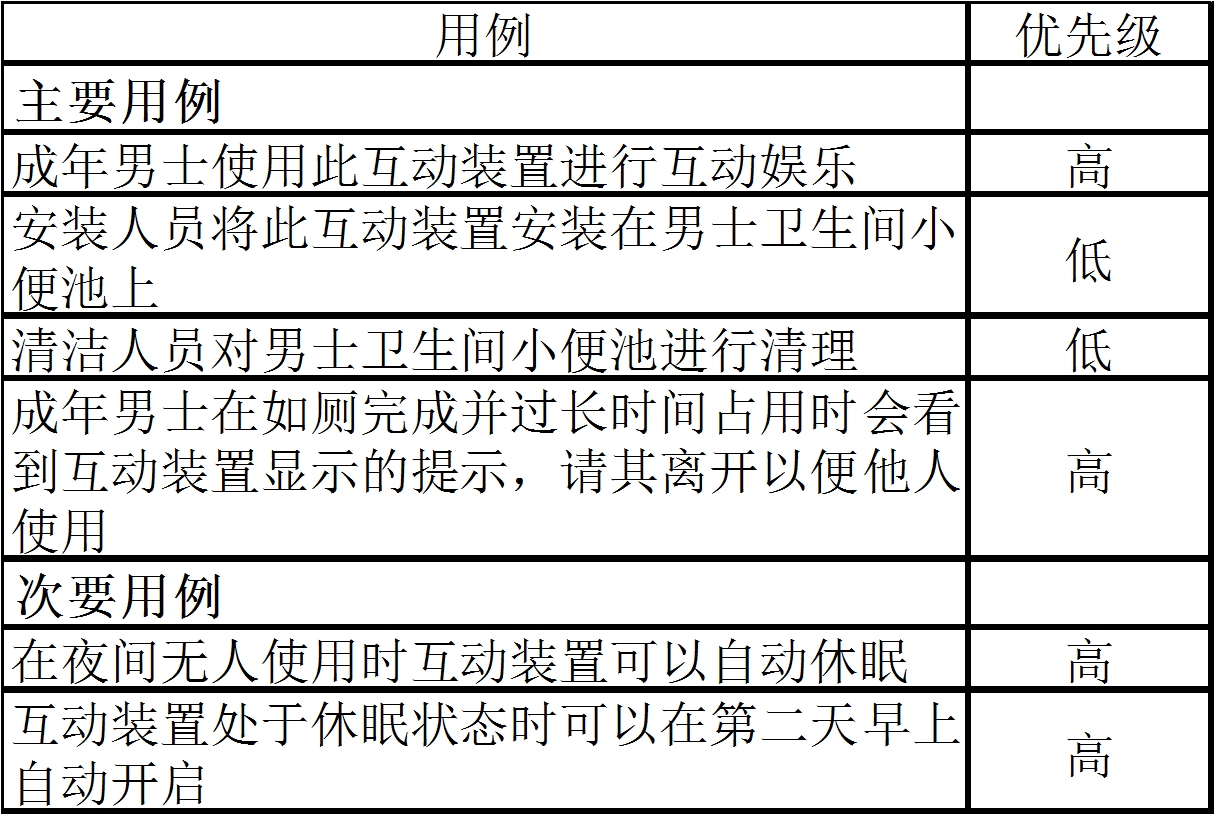 用例 优先级
主要用例
成年男士使用此互动装置进行互动娱乐 高
安装人员将此互动装置安装在男士卫生间小
便池上 低
清洁人员对男士卫生间小便池进行清理 低
成年男士在如厕完成并过长时间占用时会看
到互动装置显示的提示，请其离开以便他人 高
使用
次要用例
在夜间无人使用时互动装置可以自动休眠 高
互动装置处于休眠状态时可以在第二天早上
自动开启 高